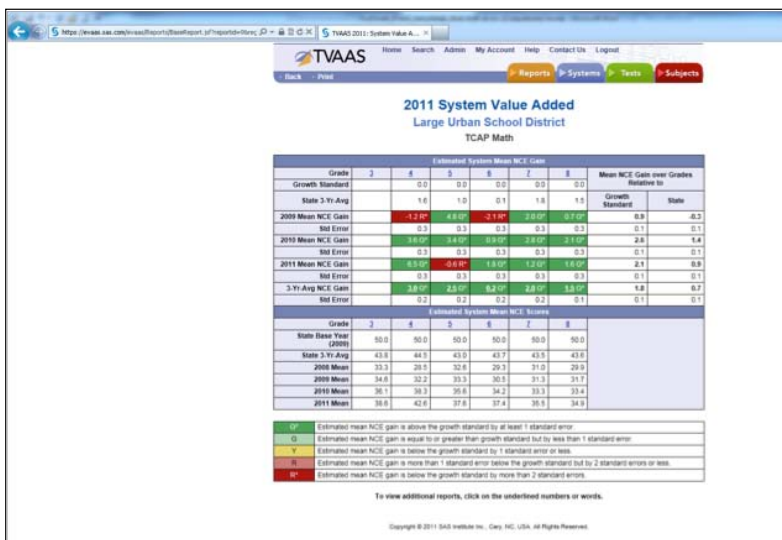 https://evaas.sas.com/evaas/Reports/BaseReport.jsf?reportid=
TVAAS 2011: System Value A...
TVAAS
Home Search Admin My Account Help Contact Us Logout
Back Print
Reports Systems Tests Subjects
2011 System Value Added
Large Urban School District
TCAP Math
Estimated System Mean NCE Gain
Grade 3 4 5 6 7 8 Mean NCE Gain over Grades Relative to
Growth Standard 0.0 0.0 0.0 0.0 0.0
State 3-Yr-Avg 1.6 1.0 0.1 1.8 1.5 Growth Standard State
2009 Mean NCE Gain -1.2 R* 4.8 G* -2.1 R* 2.0 G* 0.7 G* 0.9 -0.3
Std Error 0.3 0.3 0.3 0.3 0.3 0.1 0.1
2010 Mean NCE Gain 3.6 G* 3.4 G* 0.9 G* 2.8 G* 2.1 G* 2.6 1.4
Std Error 0.3 0.3 0.3 0.3 0.3 0.1 0.1
2011 Mean NCE Gain 6.5 G* -0.6 R* 1.8 G* 1.2 G* 1.6 G* 2.1 0.9
Std Error 0.3 0.3 0.3 0.3 0.3 0.1 0.1
3-Yr-Avg NCE Gain 3.0 G* 2.5 G* 0.2 G* 2.0 G* 1.5 G* 1.8 0.7
Std Error 0.2 0.2 0.2 0.2 0.1 0.1 0.1
Estimated System Mean NCE Scores
Grade 3 4 5 6 7 8
State Base Year (2009) 50.0 50.0 50.0 50.0 50.0 50.0
State 3-Yr-Avg 43.8 44.5 43.0 43.7 43.5 43.6
2008 Mean 33.3 28.5 32.6 29.3 31.0 29.9
2009 Mean 34.6 32.2 33.3 30.5 31.3 31.7
2010 Mean 36.1 38.3 35.6 34.2 33.3 33.4
2011 Mean 39.6 42.6 37.6 37.4 35.5 34.9
G* Estimated mean NCE gain is above the growth standard by at least 1 standard error.
G Estimated mean NCE gain is equal to or greater than growth standard but by less than 1 standard error.
Y Estimated mean NCE gain is below the growth standard by 1 standard error or less.
R Estimated mean NCE gain is more than 1 standard error below the growth standard but by 2 standard errors or less.
R* Estimated mean NCE gain is below the growth standard by more than 2 standard errors.
To view additional reports, click on the underlined numbers or words.
Copyright © 2011 SAS Institute Inc., Cary, NC, USA. All Rights Reserved.